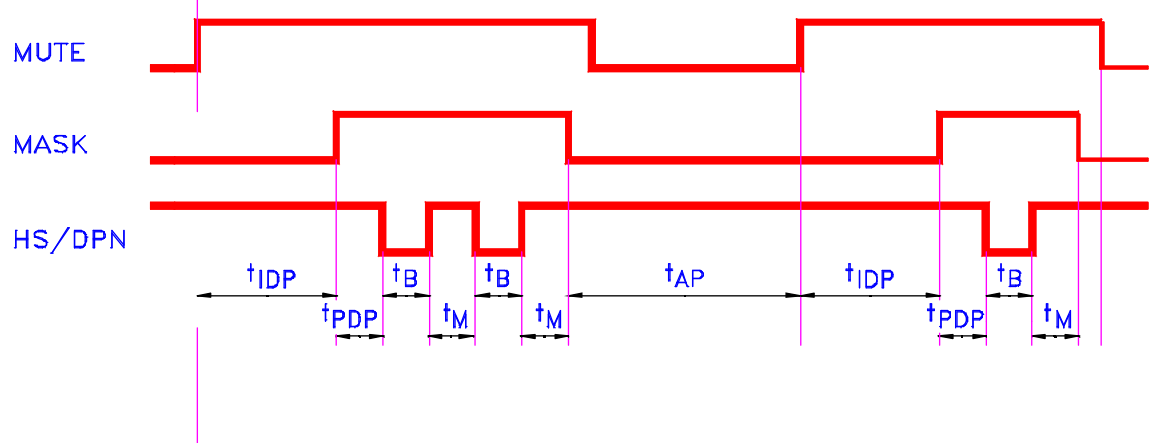 MUTE
MASK
HS/DPN
tIDP tB tB tAP tIDP tB
tPDP tM tM tPDP tM